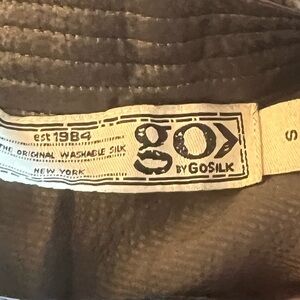 est 1984
THE ORIGINAL WASHABLE SILK
NEW YORK
go>
BY GOSILK
S